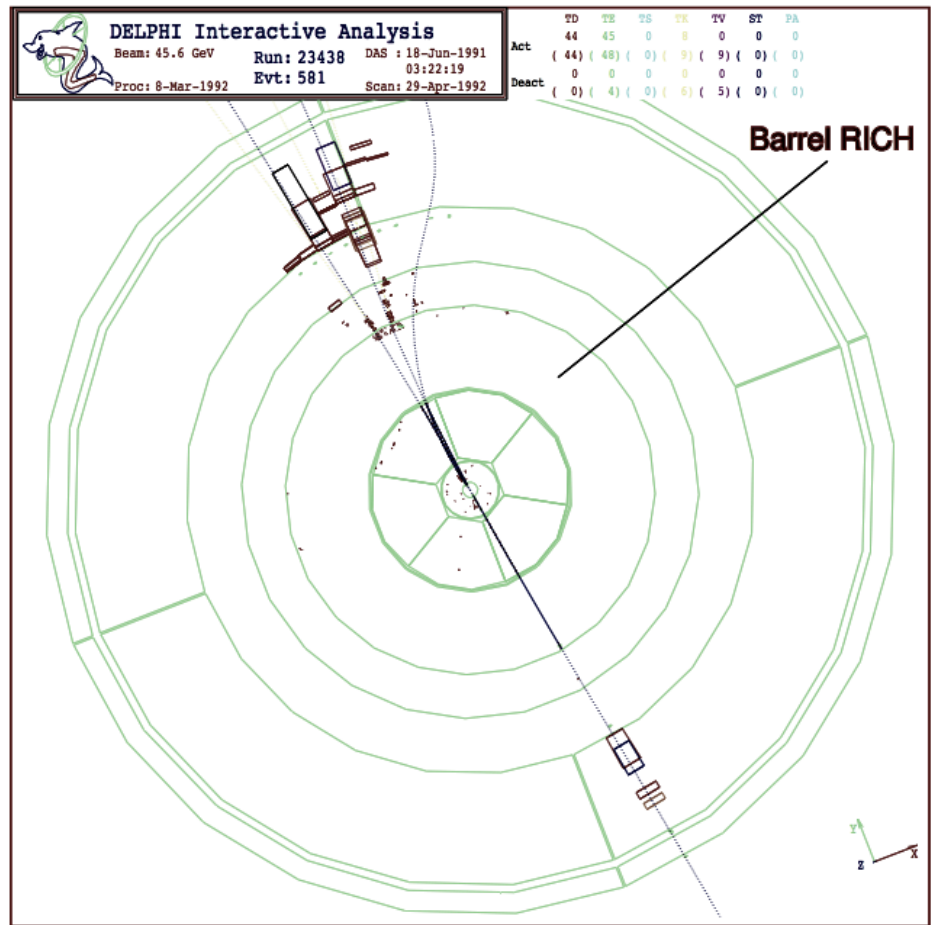 DELPHI Interactive Analysis
Beam: 45.6 GeV Run: 23438 DAS : 18-Jun-1991
Evt: 581 03:22:19
Proc: 8-Mar-1992 Scan: 29-Apr-1992
TD TE TS TK TV ST PA
Act 44 45 0 8 0 0 0
( 44) ( 48) ( 0) ( 9) ( 9) ( 0) ( 0)
Deact 0 0 0 0 0 0 0
( 0) ( 4) ( 0) ( 6) ( 5) ( 0) ( 0)
Barrel RICH
Y
X
Z